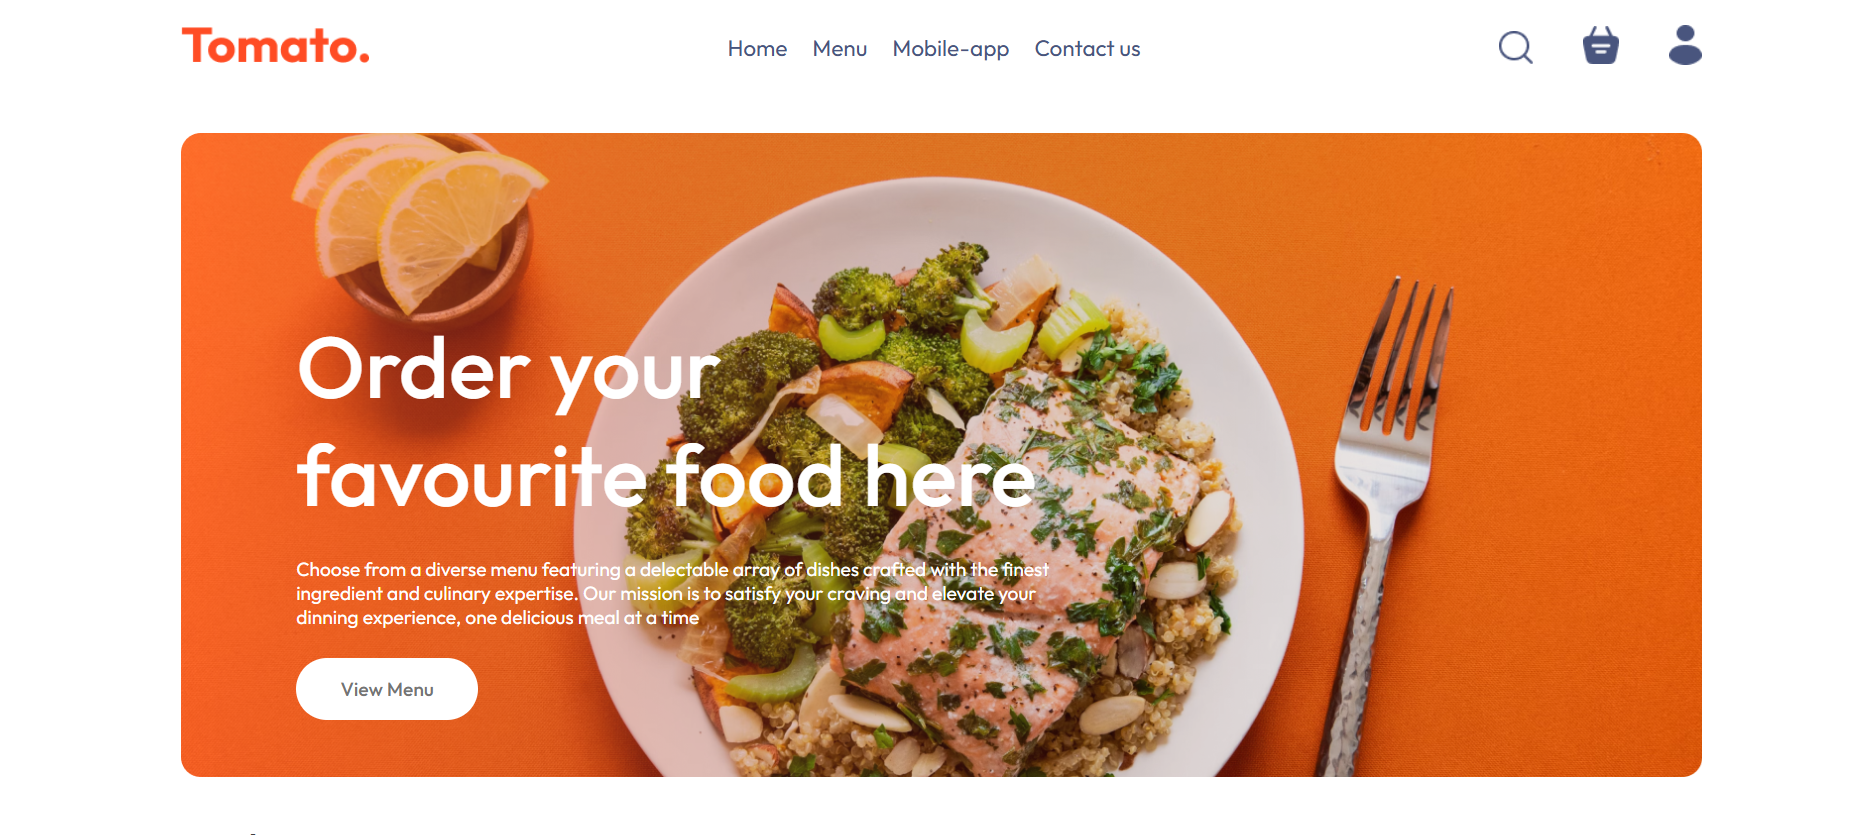 Tomato.
Home Menu Mobile-app Contact us
Order your
favourite food here
Choose from a diverse menu featuring a delectable array of dishes crafted with the finest
ingredient and culinary expertise. Our mission is to satisfy your craving and elevate your
dinning experience, one delicious meal at a time
View Menu